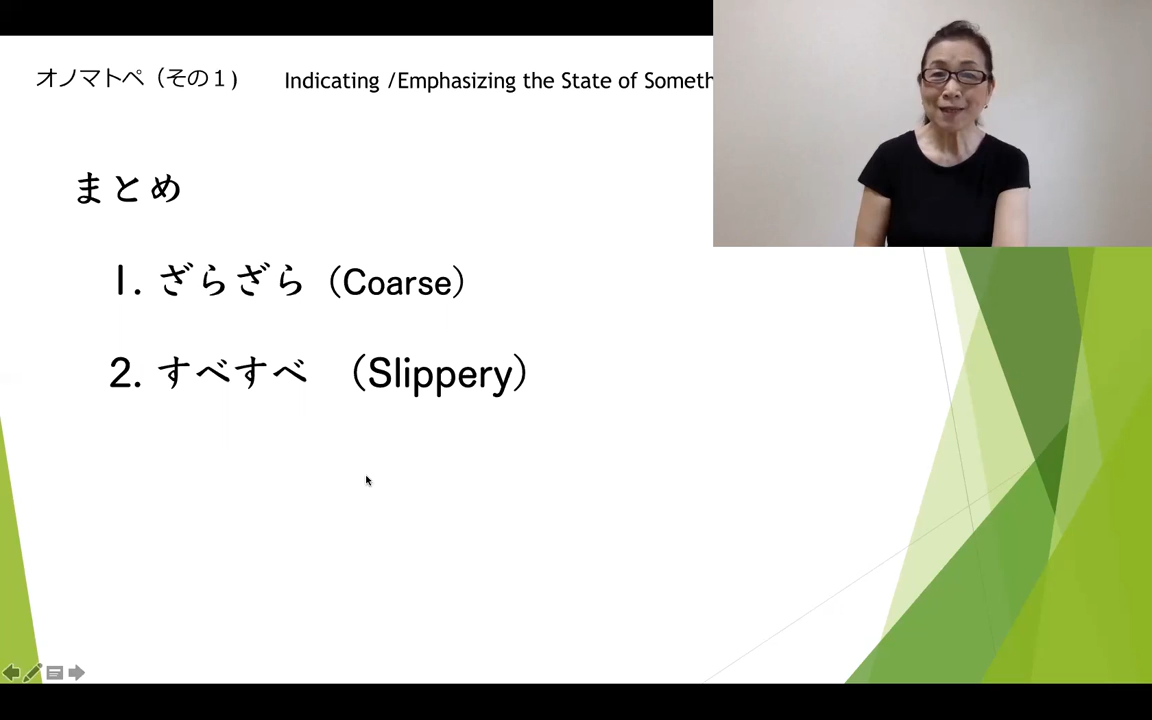 オノマトペ（その１）
Indicating /Emphasizing the State of Someth
まとめ
1. ざらざら（Coarse）
2. すべすべ （Slippery）